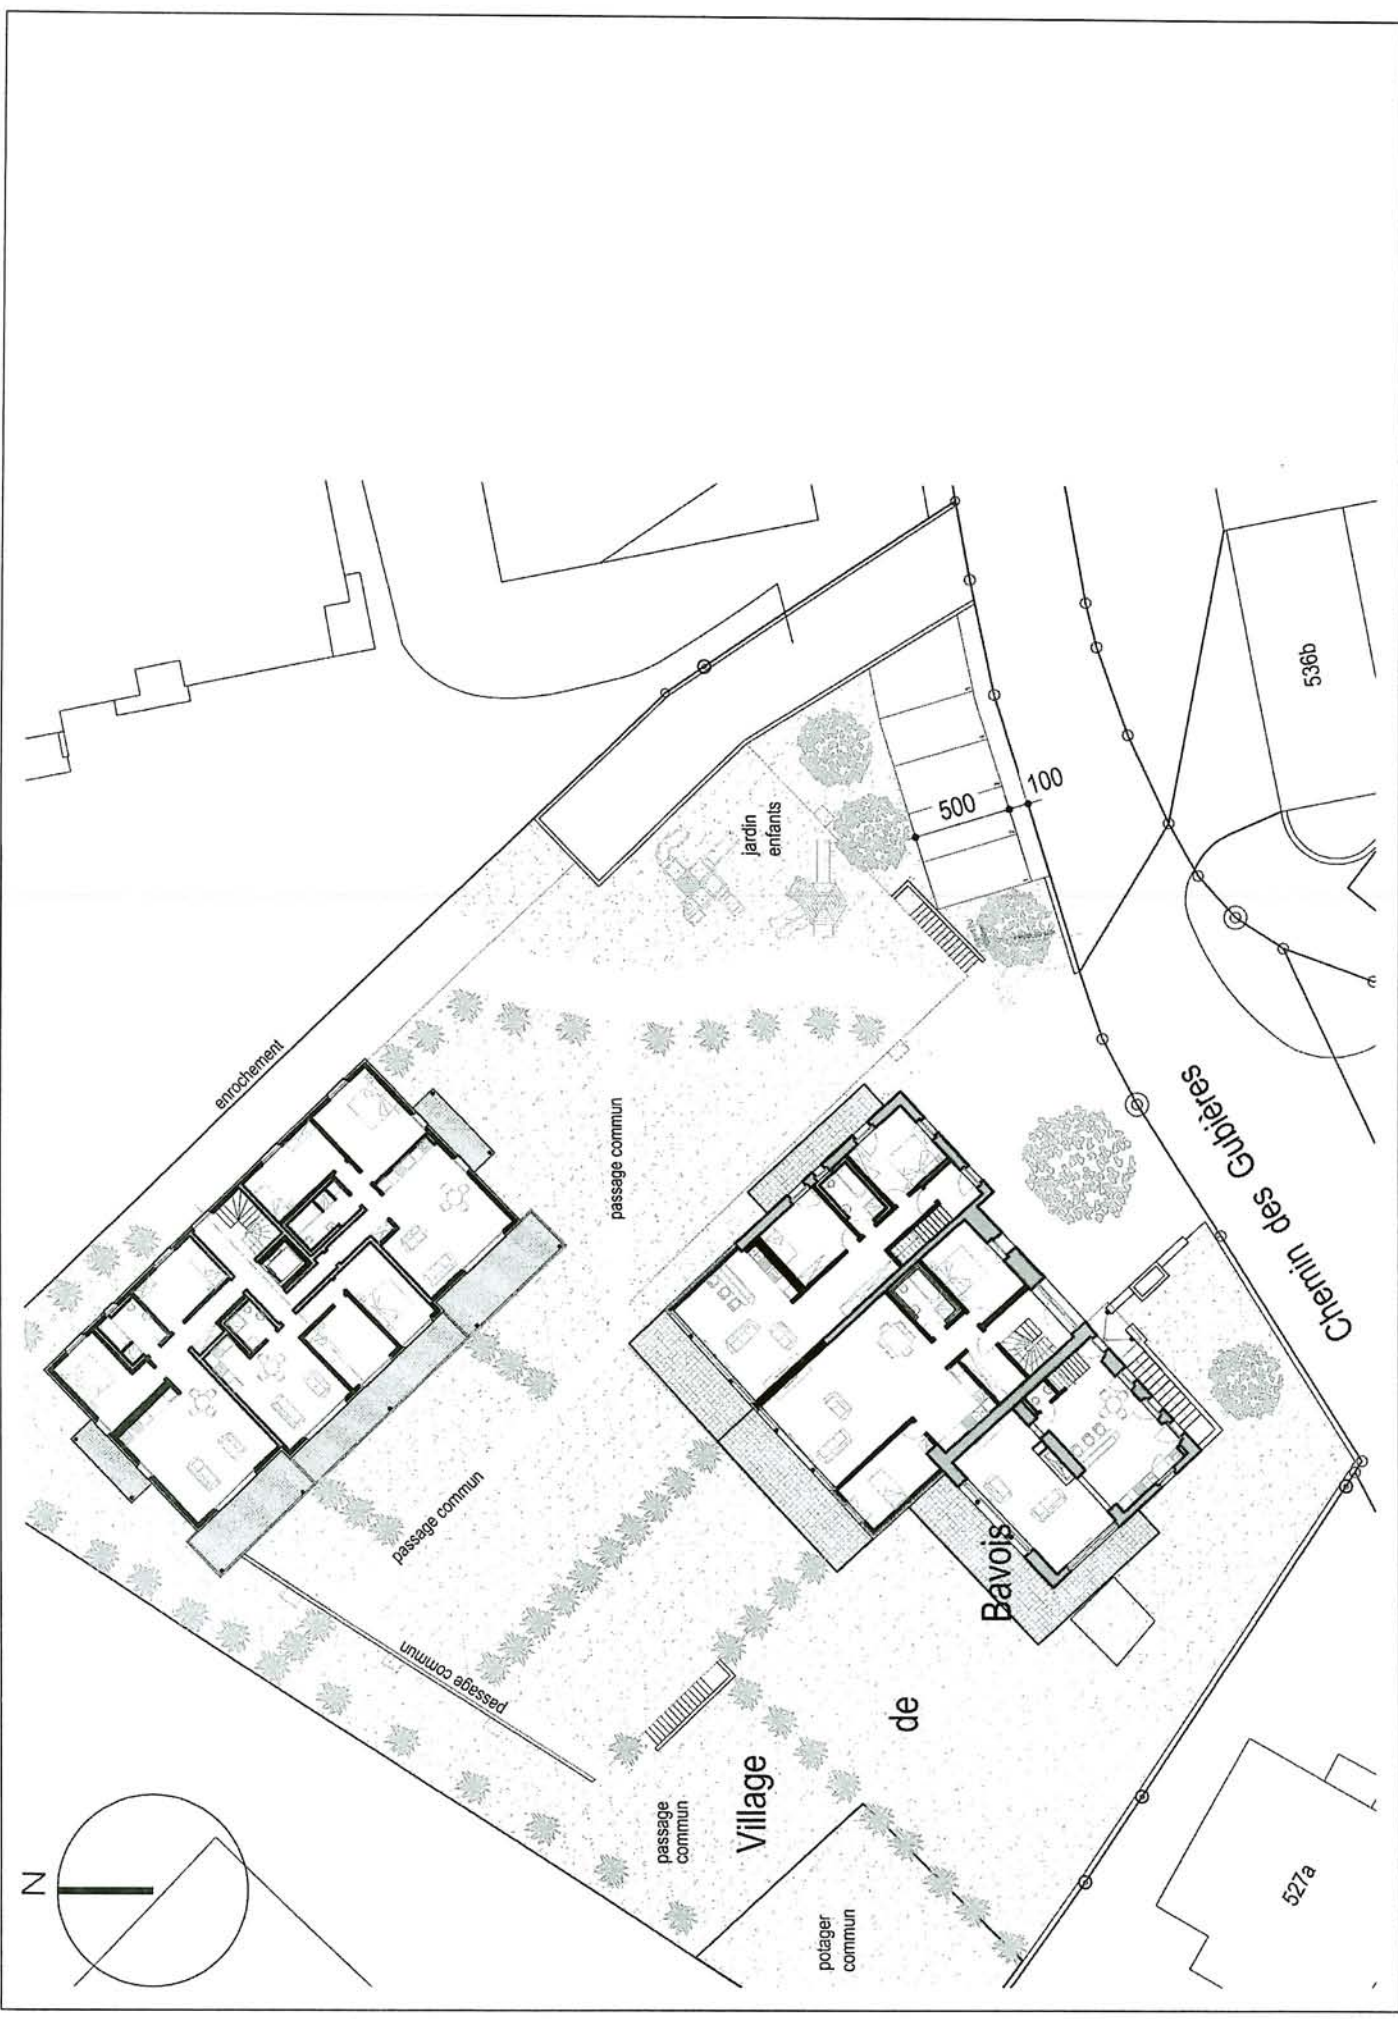 N
enrochement
passage commun
passage commun
passage commun
passage
commun
potager
commun
jardin
enfants
500
100
Village
de
Bavois
Chemin des Gubières
536b
527a